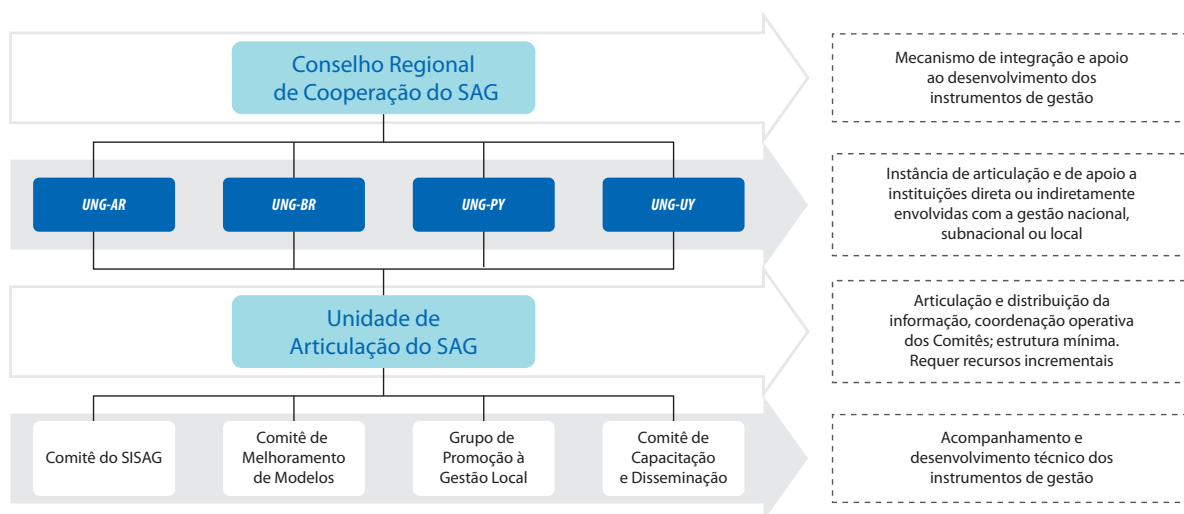 Conselho Regional
de Cooperação do SAG
Mecanismo de integração e apoio
ao desenvolvimento dos
instrumentos de gestão
UNG-AR
UNG-BR
UNG-PY
UNG-UY
Instância de articulação e de apoio a
instituições direta ou indiretamente
envolvidas com a gestão nacional,
subnacional ou local
Unidade de
Articulação do SAG
Articulação e distribuição da
informação, coordenação operativa
dos Comitês; estrutura mínima.
Requer recursos incrementais
Comitê do SISAG
Comitê de
Melhoramento
de Modelos
Grupo de
Promoção à
Gestão Local
Comitê de
Capacitação
e Disseminação
Acompanhamento e
desenvolvimento técnico dos
instrumentos de gestão